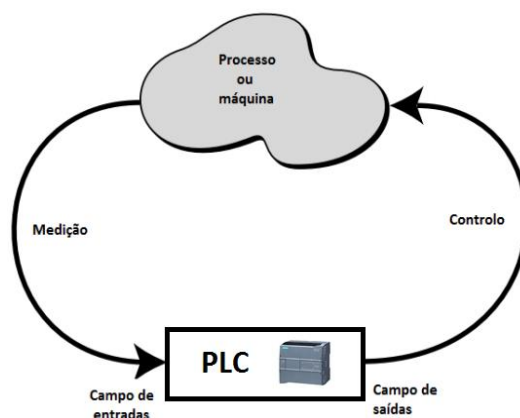 Processo
ou
máquina
Medição
Controlo
PLC
Campo de
entradas
Campo de
saídas